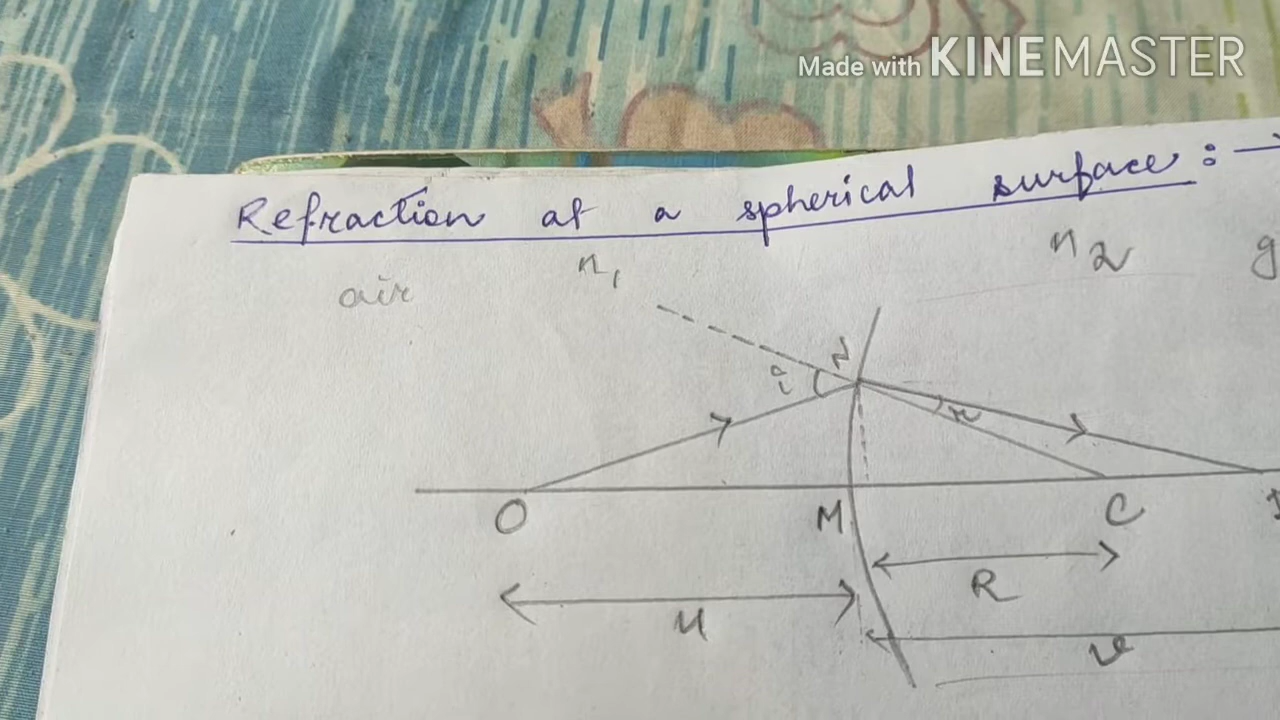 Made with KINEMASTER
Refraction at a spherical surface : →
air n₁ n₂ g
N
i r
O M C I
R
u
v